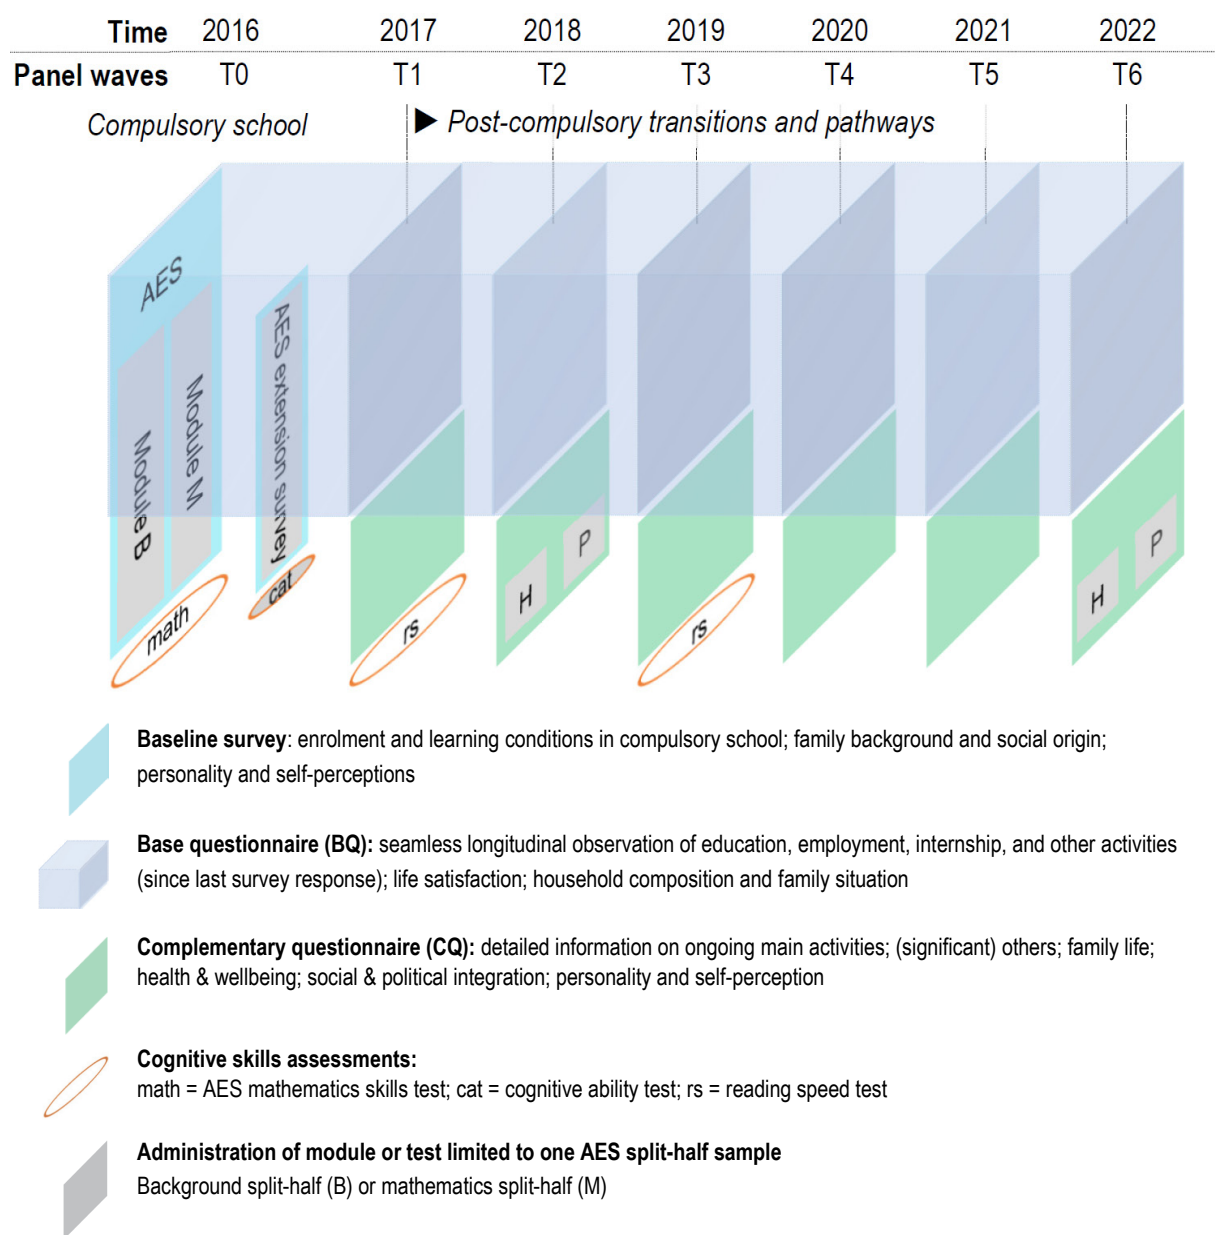 Time 2016 2017 2018 2019 2020 2021 2022
Panel waves T0 T1 T2 T3 T4 T5 T6
Compulsory school ▶ Post-compulsory transitions and pathways
AES
Module B
Module M
AES extension survey
math
cat
rs
H
P
rs
H
P
Baseline survey: enrolment and learning conditions in compulsory school; family background and social origin;
personality and self-perceptions
Base questionnaire (BQ): seamless longitudinal observation of education, employment, internship, and other activities
(since last survey response); life satisfaction; household composition and family situation
Complementary questionnaire (CQ): detailed information on ongoing main activities; (significant) others; family life;
health & wellbeing; social & political integration; personality and self-perception
Cognitive skills assessments:
math = AES mathematics skills test; cat = cognitive ability test; rs = reading speed test
Administration of module or test limited to one AES split-half sample
Background split-half (B) or mathematics split-half (M)